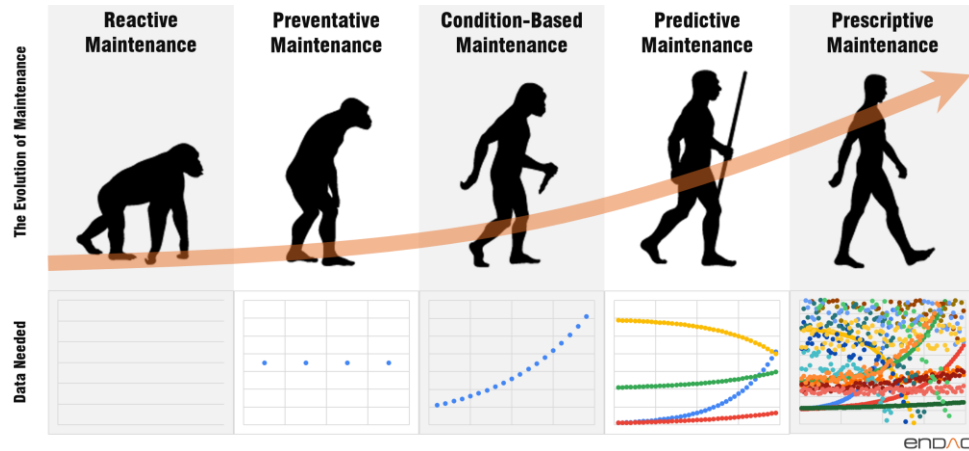 Reactive
Maintenance
Preventative
Maintenance
Condition-Based
Maintenance
Predictive
Maintenance
Prescriptive
Maintenance
The Evolution of Maintenance
Data Needed
endaq